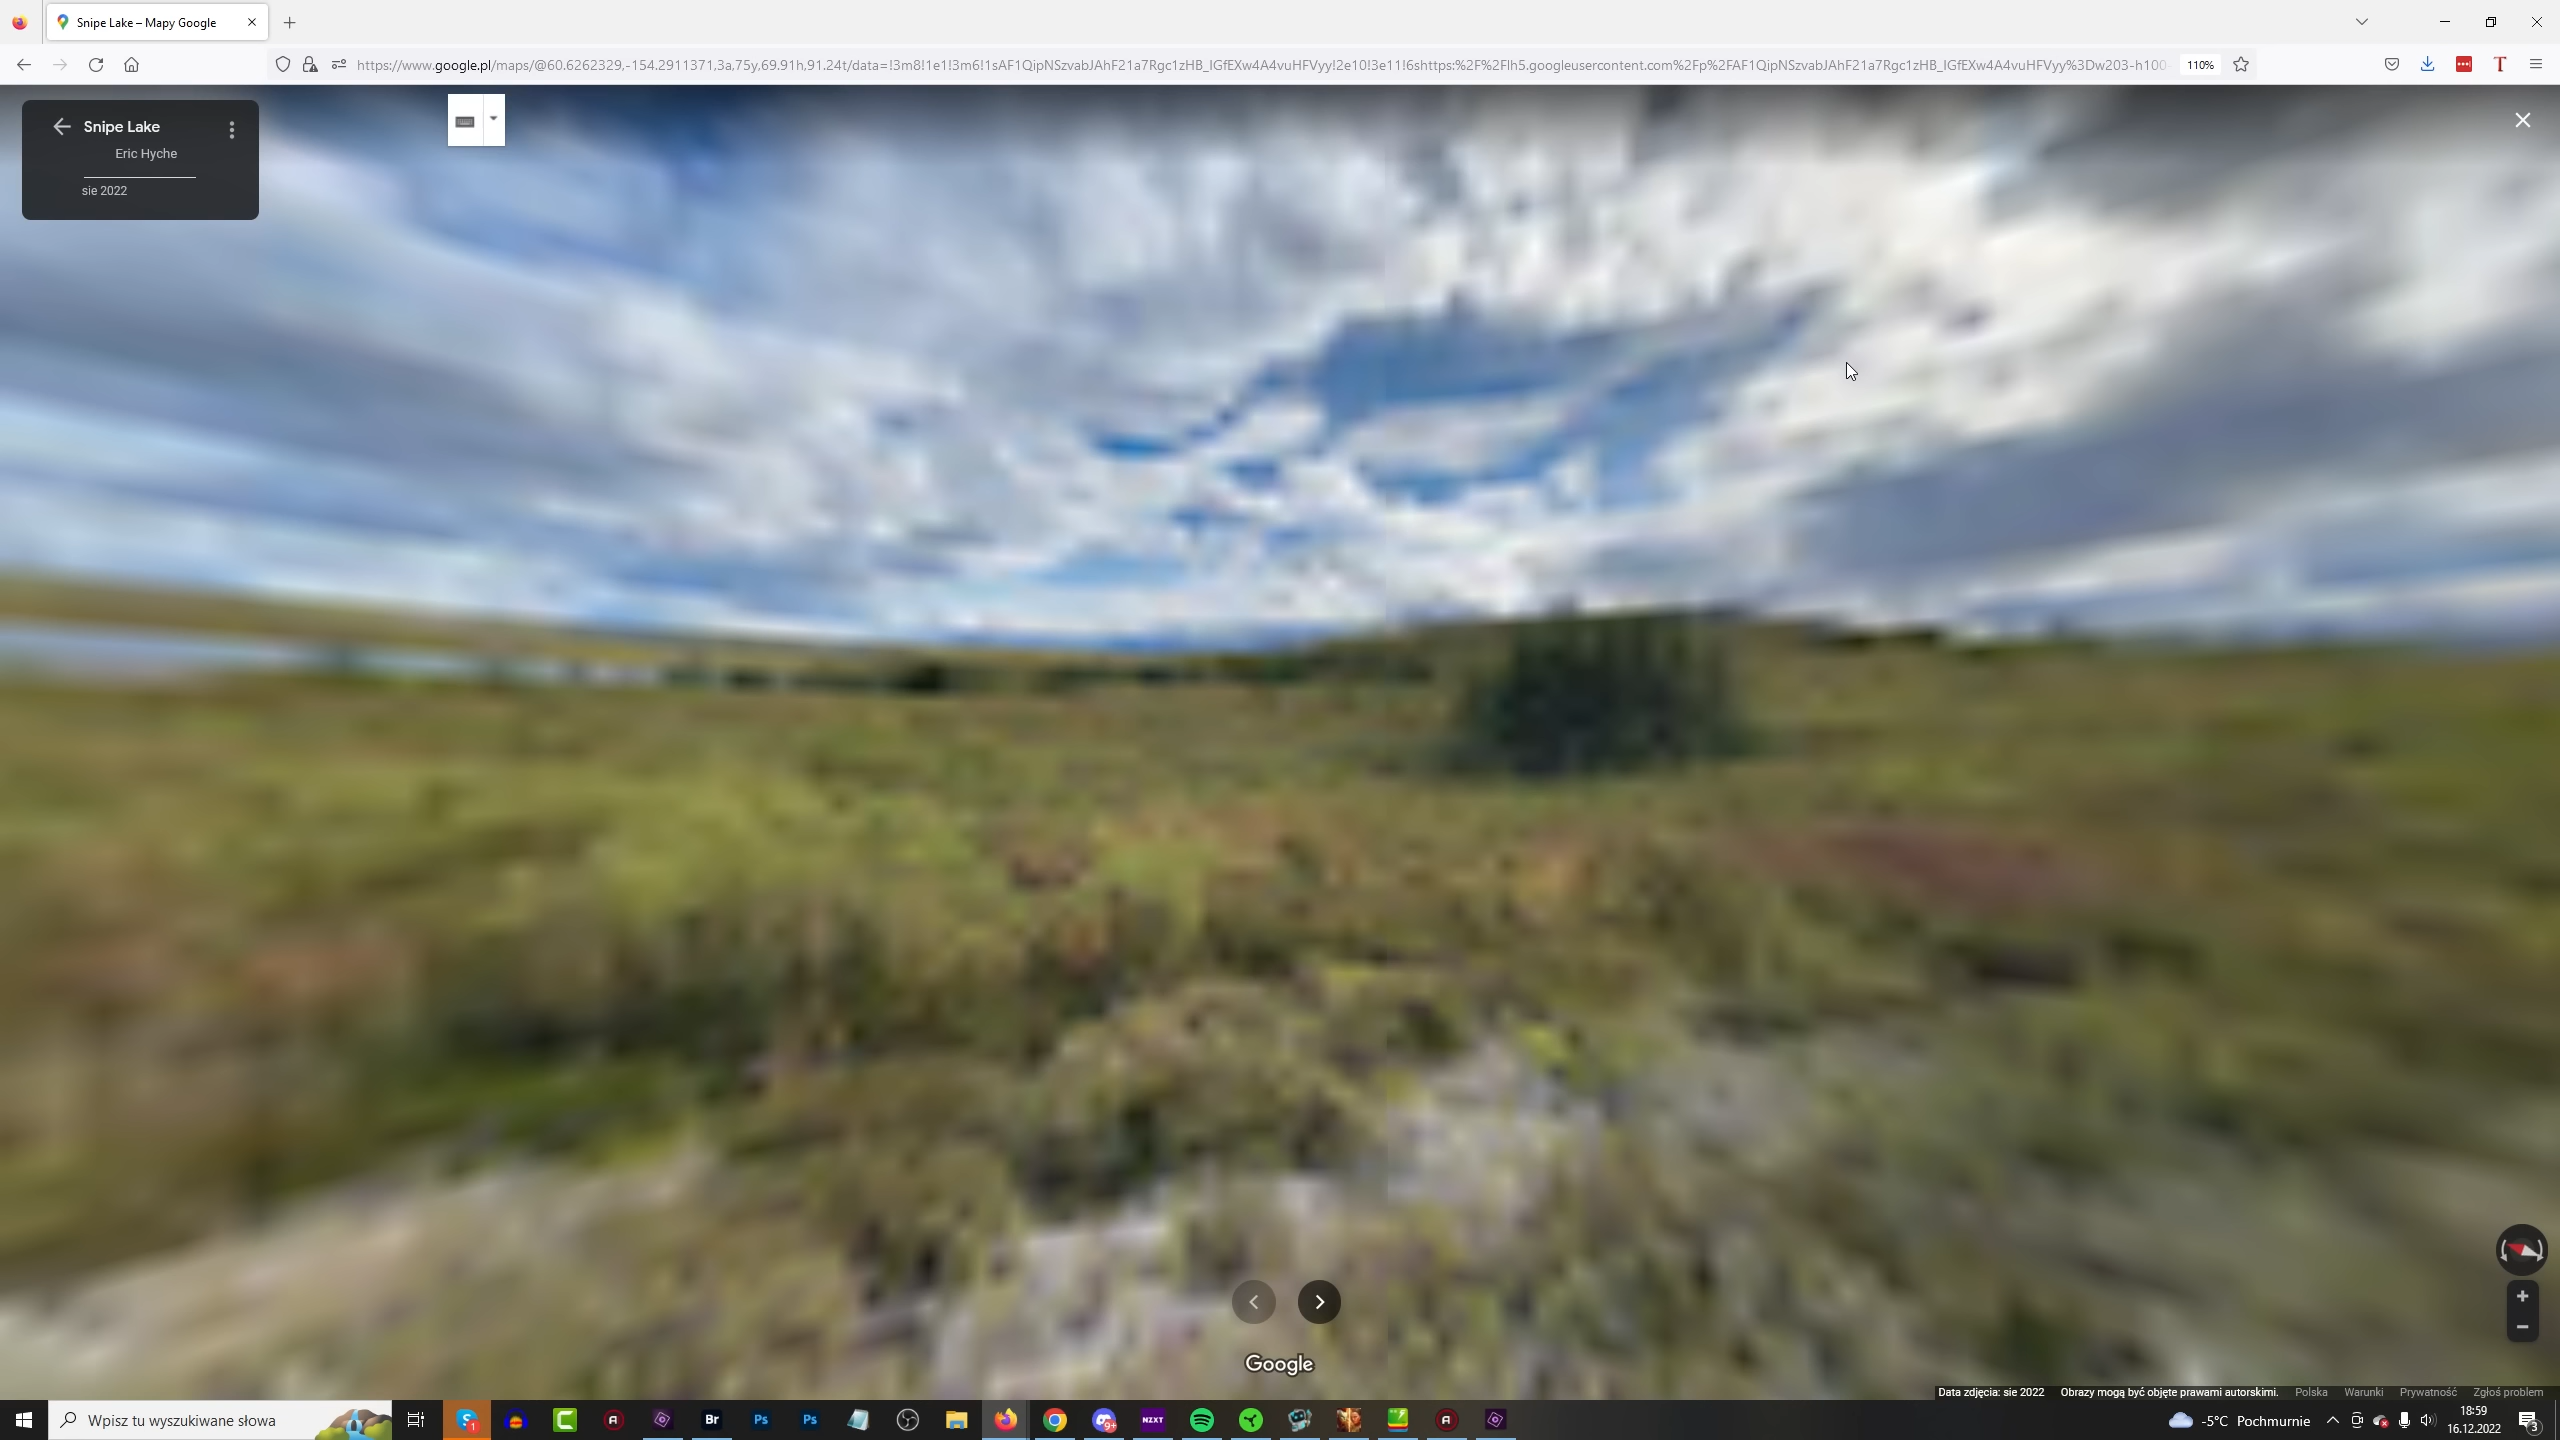 Snipe Lake – Mapy Google
https://www.google.pl/maps/@60.6262329,-154.2911371,3a,75y,69.91h,91.24t/data=!3m8!1e1!3m6!1sAF1QipNSzvabJAhF21a7Rgc1zHB_IGfEXw4A4vuHFVyy!2e10!3e11!6shttps:%2F%2Flh5.googleusercontent.com%2Fp%2FAF1QipNSzvabJAhF21a7Rgc1zHB_IGfEXw4A4vuHFVyy%3Dw203-h100-
110%
Snipe Lake
Eric Hyche
sie 2022
Google
Data zdjęcia: sie 2022 Obrazy mogą być objęte prawami autorskimi. Polska Warunki Prywatność Zgłoś problem
Wpisz tu wyszukiwane słowa
1
Br
Ps
Ps
9+
NZXT
-5°C Pochmurnie
18:59
16.12.2022
3